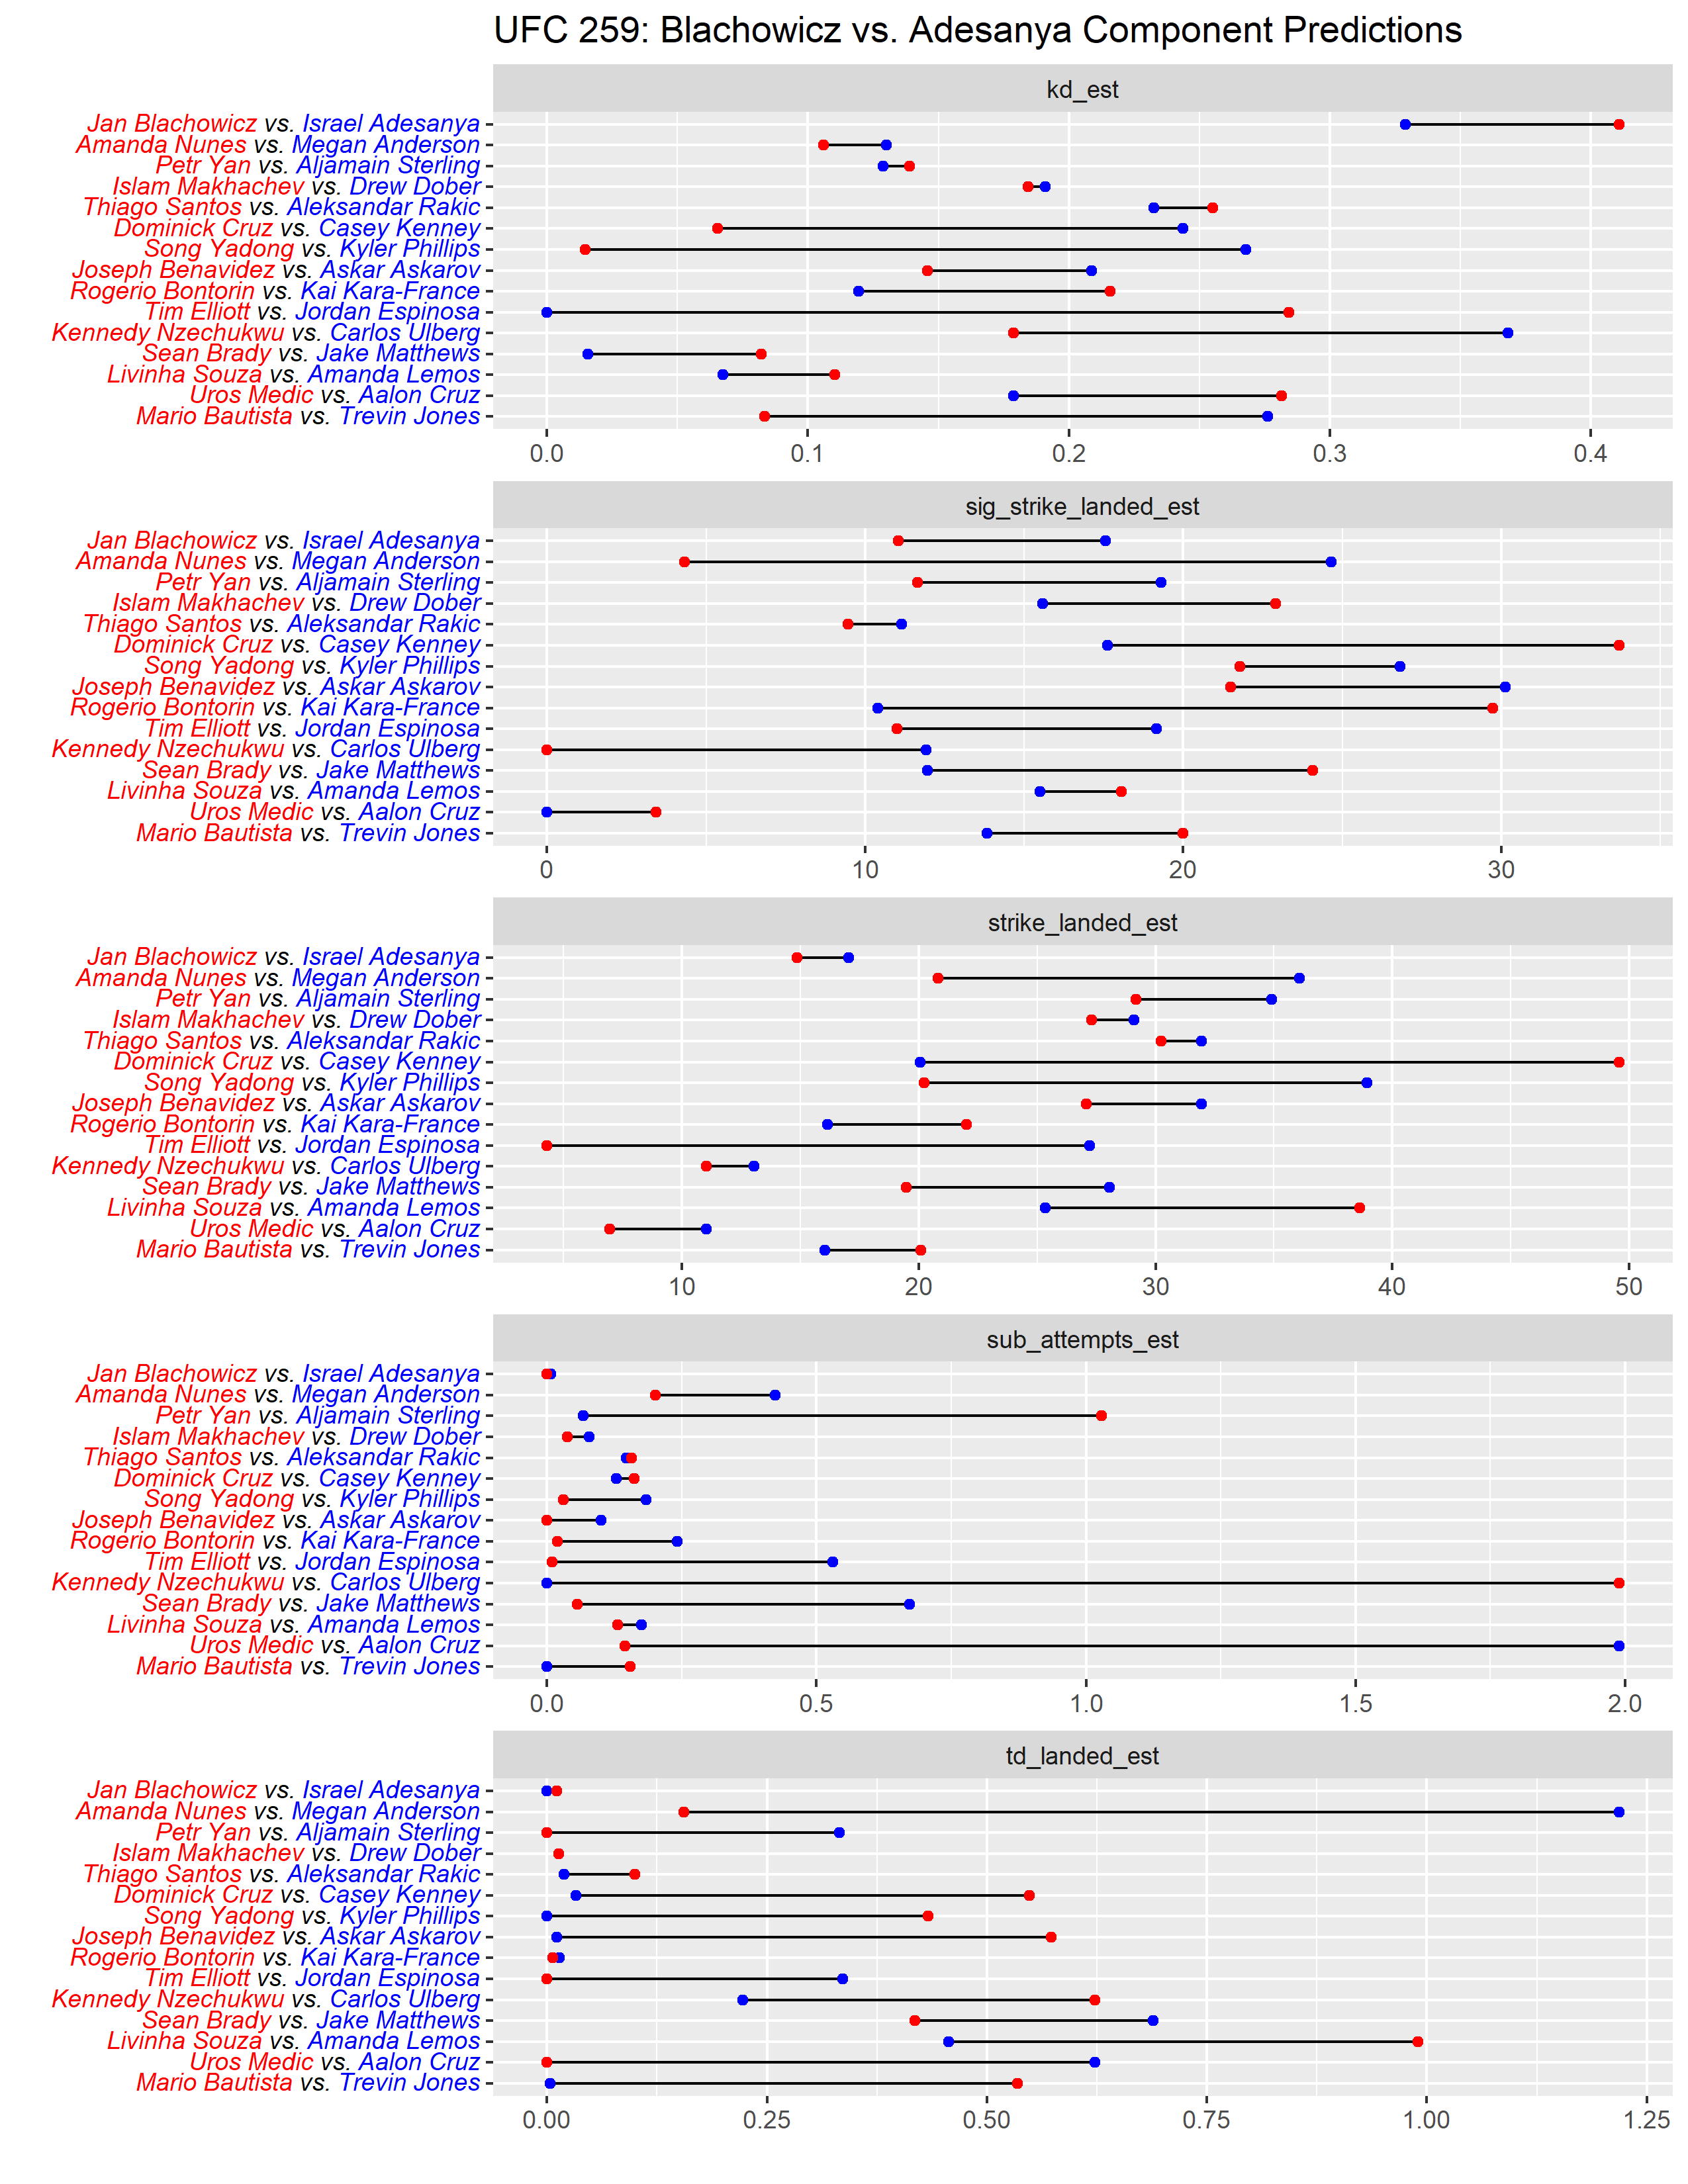 UFC 259: Blachowicz vs. Adesanya Component Predictions
kd_est
Jan Blachowicz vs. Israel Adesanya
Amanda Nunes vs. Megan Anderson
Petr Yan vs. Aljamain Sterling
Islam Makhachev vs. Drew Dober
Thiago Santos vs. Aleksandar Rakic
Dominick Cruz vs. Casey Kenney
Song Yadong vs. Kyler Phillips
Joseph Benavidez vs. Askar Askarov
Rogerio Bontorin vs. Kai Kara-France
Tim Elliott vs. Jordan Espinosa
Kennedy Nzechukwu vs. Carlos Ulberg
Sean Brady vs. Jake Matthews
Livinha Souza vs. Amanda Lemos
Uros Medic vs. Aalon Cruz
Mario Bautista vs. Trevin Jones
0.0 0.1 0.2 0.3 0.4
sig_strike_landed_est
Jan Blachowicz vs. Israel Adesanya
Amanda Nunes vs. Megan Anderson
Petr Yan vs. Aljamain Sterling
Islam Makhachev vs. Drew Dober
Thiago Santos vs. Aleksandar Rakic
Dominick Cruz vs. Casey Kenney
Song Yadong vs. Kyler Phillips
Joseph Benavidez vs. Askar Askarov
Rogerio Bontorin vs. Kai Kara-France
Tim Elliott vs. Jordan Espinosa
Kennedy Nzechukwu vs. Carlos Ulberg
Sean Brady vs. Jake Matthews
Livinha Souza vs. Amanda Lemos
Uros Medic vs. Aalon Cruz
Mario Bautista vs. Trevin Jones
0 10 20 30
strike_landed_est
Jan Blachowicz vs. Israel Adesanya
Amanda Nunes vs. Megan Anderson
Petr Yan vs. Aljamain Sterling
Islam Makhachev vs. Drew Dober
Thiago Santos vs. Aleksandar Rakic
Dominick Cruz vs. Casey Kenney
Song Yadong vs. Kyler Phillips
Joseph Benavidez vs. Askar Askarov
Rogerio Bontorin vs. Kai Kara-France
Tim Elliott vs. Jordan Espinosa
Kennedy Nzechukwu vs. Carlos Ulberg
Sean Brady vs. Jake Matthews
Livinha Souza vs. Amanda Lemos
Uros Medic vs. Aalon Cruz
Mario Bautista vs. Trevin Jones
10 20 30 40 50
sub_attempts_est
Jan Blachowicz vs. Israel Adesanya
Amanda Nunes vs. Megan Anderson
Petr Yan vs. Aljamain Sterling
Islam Makhachev vs. Drew Dober
Thiago Santos vs. Aleksandar Rakic
Dominick Cruz vs. Casey Kenney
Song Yadong vs. Kyler Phillips
Joseph Benavidez vs. Askar Askarov
Rogerio Bontorin vs. Kai Kara-France
Tim Elliott vs. Jordan Espinosa
Kennedy Nzechukwu vs. Carlos Ulberg
Sean Brady vs. Jake Matthews
Livinha Souza vs. Amanda Lemos
Uros Medic vs. Aalon Cruz
Mario Bautista vs. Trevin Jones
0.0 0.5 1.0 1.5 2.0
td_landed_est
Jan Blachowicz vs. Israel Adesanya
Amanda Nunes vs. Megan Anderson
Petr Yan vs. Aljamain Sterling
Islam Makhachev vs. Drew Dober
Thiago Santos vs. Aleksandar Rakic
Dominick Cruz vs. Casey Kenney
Song Yadong vs. Kyler Phillips
Joseph Benavidez vs. Askar Askarov
Rogerio Bontorin vs. Kai Kara-France
Tim Elliott vs. Jordan Espinosa
Kennedy Nzechukwu vs. Carlos Ulberg
Sean Brady vs. Jake Matthews
Livinha Souza vs. Amanda Lemos
Uros Medic vs. Aalon Cruz
Mario Bautista vs. Trevin Jones
0.00 0.25 0.50 0.75 1.00 1.25